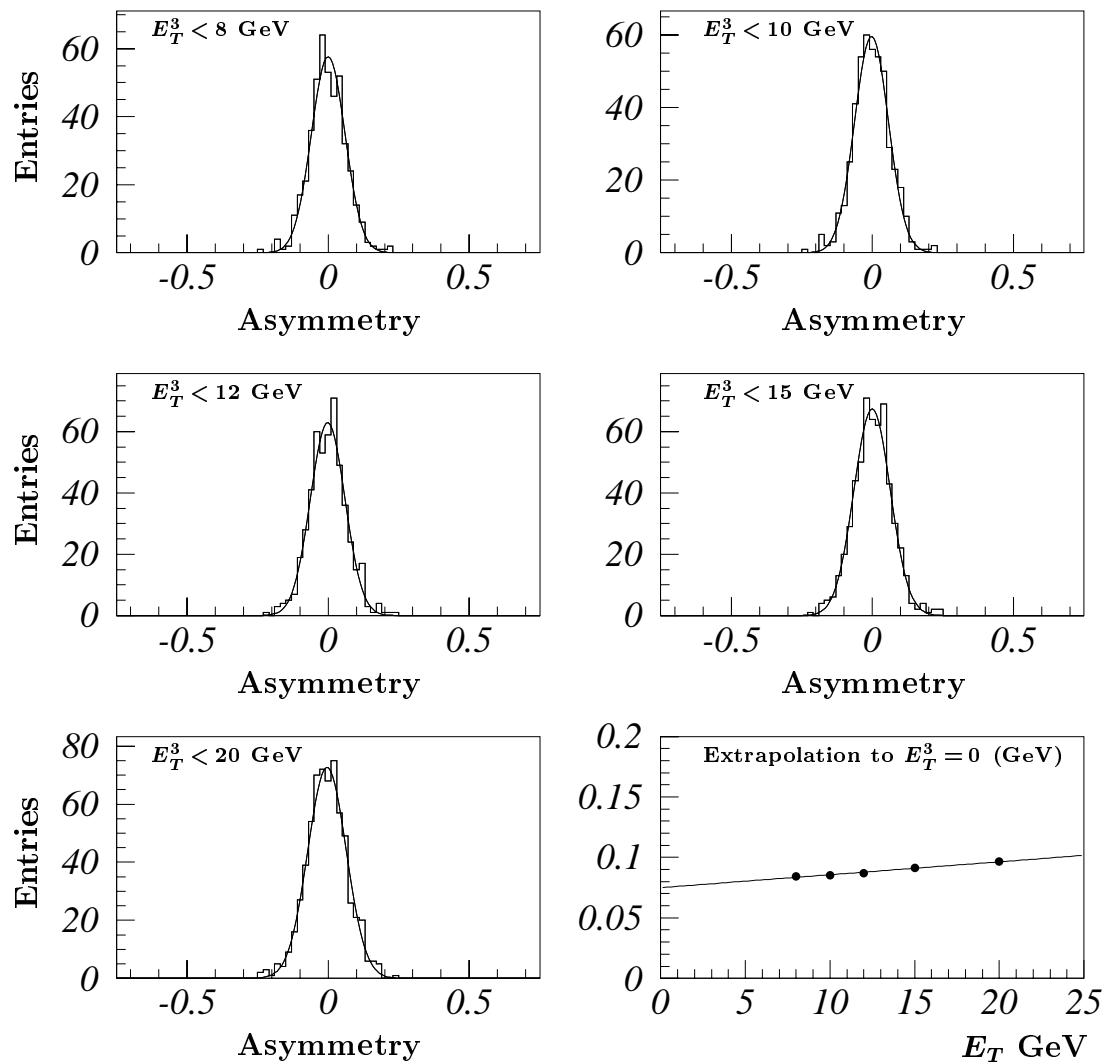 E_T^3 < 8 GeV
Entries
60
40
20
0
-0.5 0 0.5
Asymmetry
E_T^3 < 10 GeV
60
40
20
0
-0.5 0 0.5
Asymmetry
E_T^3 < 12 GeV
Entries
60
40
20
0
-0.5 0 0.5
Asymmetry
E_T^3 < 15 GeV
60
40
20
0
-0.5 0 0.5
Asymmetry
E_T^3 < 20 GeV
Entries
80
60
40
20
0
-0.5 0 0.5
Asymmetry
Extrapolation to E_T^3 = 0 (GeV)
0.2
0.15
0.1
0.05
0
0 5 10 15 20 25
E_T GeV